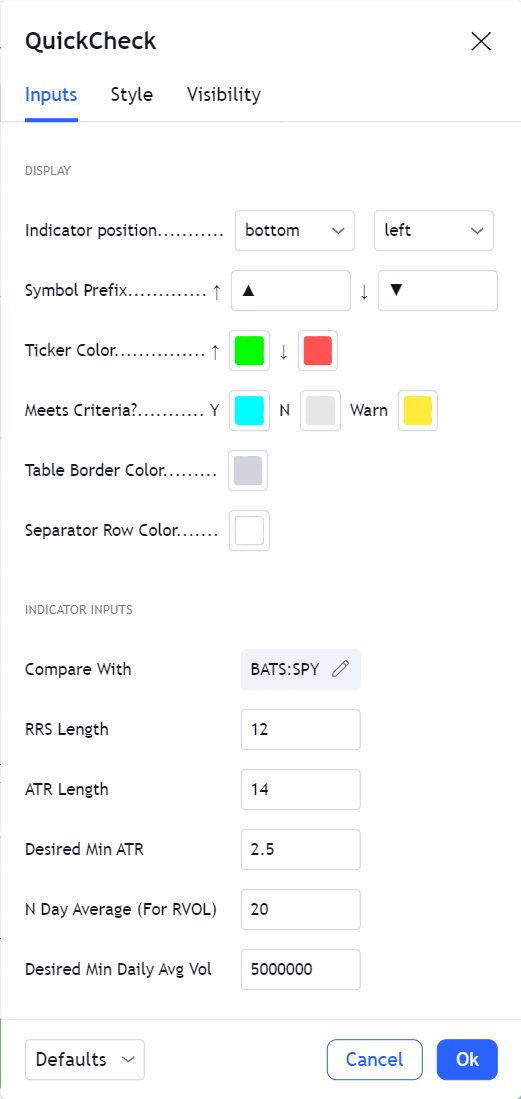 QuickCheck
Inputs Style Visibility
DISPLAY
Indicator position........... bottom left
Symbol Prefix............. ↑ ▲ ↓ ▼
Ticker Color............... ↑ ↓
Meets Criteria?........... Y N Warn
Table Border Color.........
Separator Row Color.......
INDICATOR INPUTS
Compare With BATS:SPY
RRS Length 12
ATR Length 14
Desired Min ATR 2.5
N Day Average (For RVOL) 20
Desired Min Daily Avg Vol 5000000
Defaults Cancel Ok